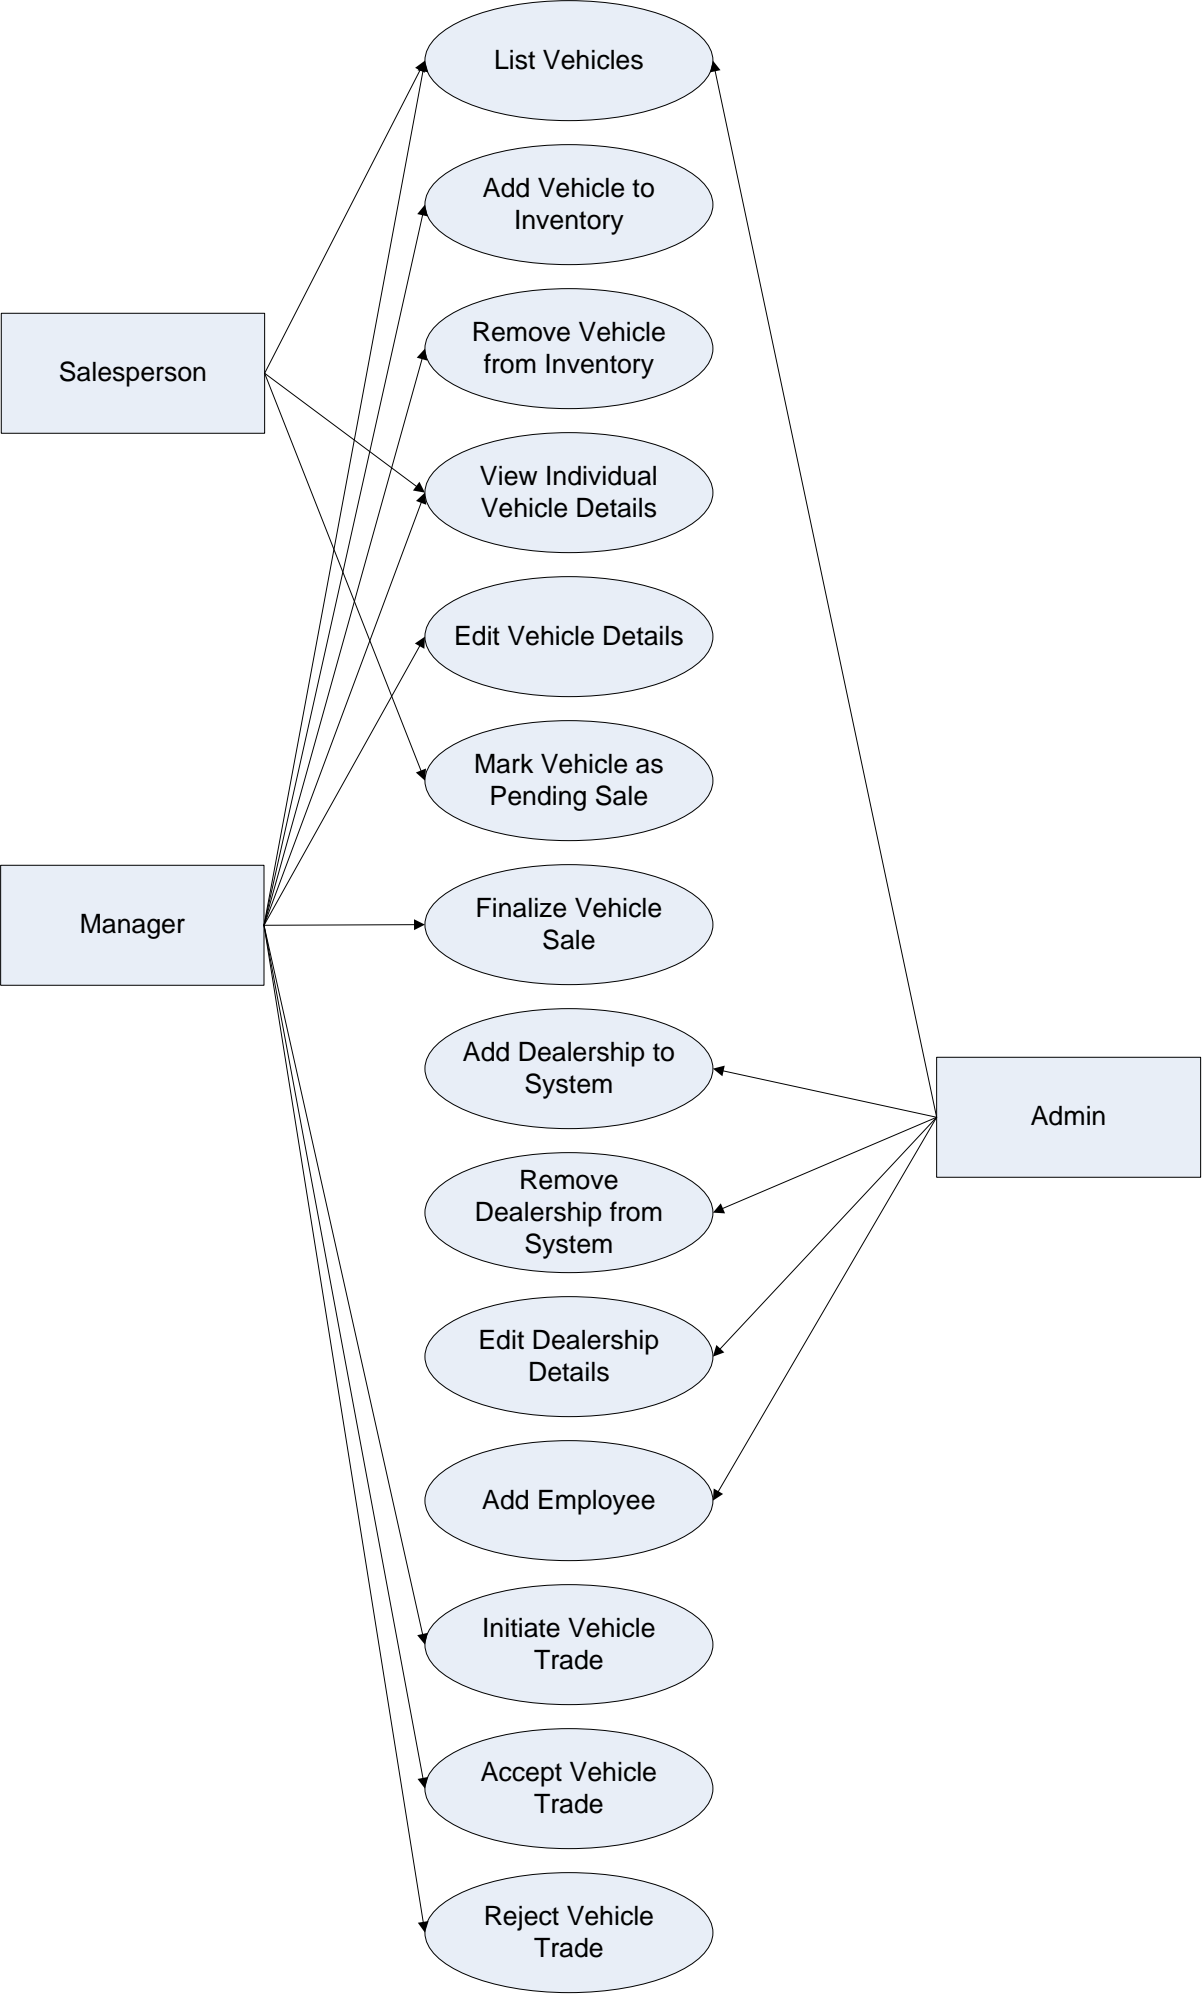 List Vehicles
Add Vehicle to
Inventory
Remove Vehicle
from Inventory
Salesperson
View Individual
Vehicle Details
Edit Vehicle Details
Mark Vehicle as
Pending Sale
Manager
Finalize Vehicle
Sale
Add Dealership to
System
Admin
Remove
Dealership from
System
Edit Dealership
Details
Add Employee
Initiate Vehicle
Trade
Accept Vehicle
Trade
Reject Vehicle
Trade